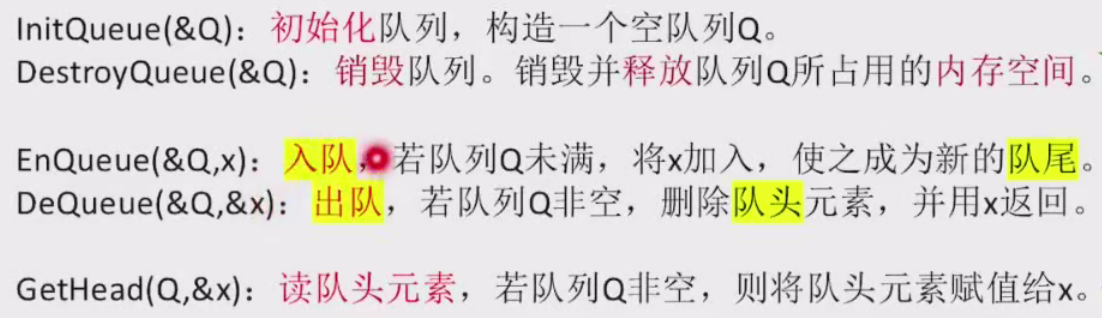 InitQueue(&Q)：初始化队列，构造一个空队列Q。
DestroyQueue(&Q)：销毁队列。销毁并释放队列Q所占用的内存空间。
EnQueue(&Q,x)：入队，若队列Q未满，将x加入，使之成为新的队尾。
DeQueue(&Q,&x)：出队，若队列Q非空，删除队头元素，并用x返回。
GetHead(Q,&x)：读队头元素，若队列Q非空，则将队头元素赋值给x。